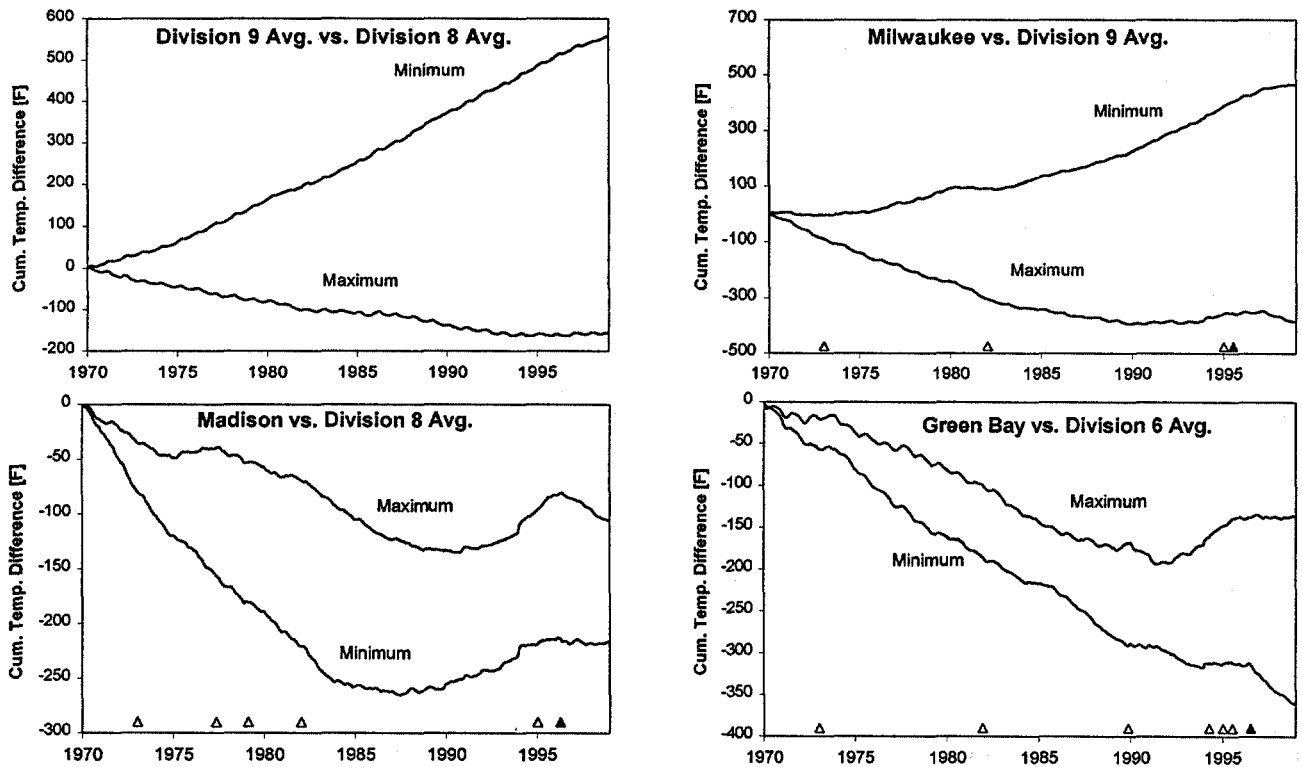 Division 9 Avg. vs. Division 8 Avg.
Cum. Temp. Difference [F]
600
500
400
300
200
100
0
-100
-200
Minimum
Maximum
1970 1975 1980 1985 1990 1995
Milwaukee vs. Division 9 Avg.
Cum. Temp. Difference [F]
700
500
300
100
-100
-300
-500
Minimum
Maximum
1970 1975 1980 1985 1990 1995
Madison vs. Division 8 Avg.
Cum. Temp. Difference [F]
0
-50
-100
-150
-200
-250
-300
Maximum
Minimum
1970 1975 1980 1985 1990 1995
Green Bay vs. Division 6 Avg.
Cum. Temp. Difference [F]
0
-50
-100
-150
-200
-250
-300
-350
-400
Maximum
Minimum
1970 1975 1980 1985 1990 1995